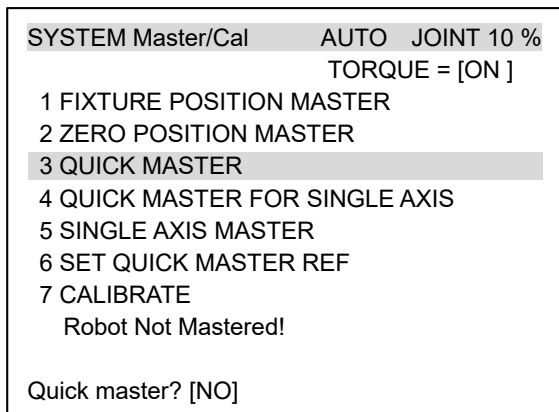 SYSTEM Master/Cal AUTO JOINT 10 %
TORQUE = [ON ]
1 FIXTURE POSITION MASTER
2 ZERO POSITION MASTER
3 QUICK MASTER
4 QUICK MASTER FOR SINGLE AXIS
5 SINGLE AXIS MASTER
6 SET QUICK MASTER REF
7 CALIBRATE
Robot Not Mastered!
Quick master? [NO]